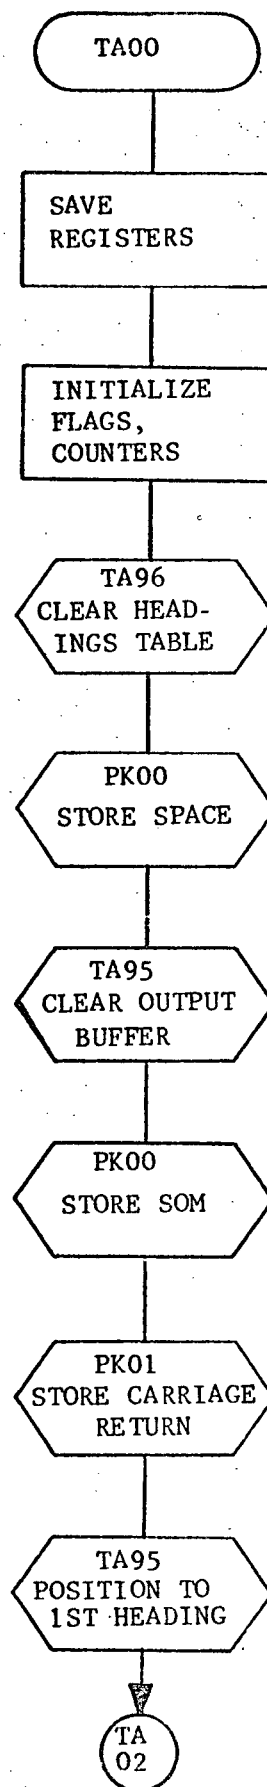 TA00
SAVE
REGISTERS
INITIALIZE
FLAGS,
COUNTERS
TA96
CLEAR HEAD-
INGS TABLE
PK00
STORE SPACE
TA95
CLEAR OUTPUT
BUFFER
PK00
STORE SOM
PK01
STORE CARRIAGE
RETURN
TA95
POSITION TO
1ST HEADING
TA
02